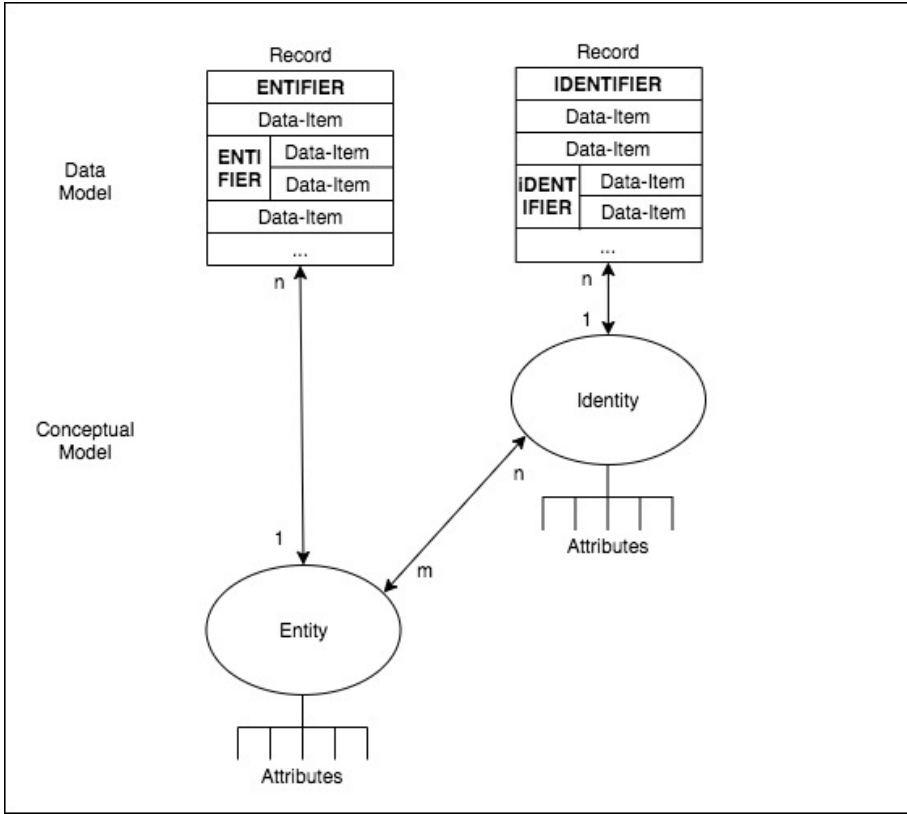 Record
ENTIFIER
Data-Item
ENTI
FIER
Data-Item
Data-Item
Data-Item
...
Record
IDENTIFIER
Data-Item
Data-Item
iDENT
IFIER
Data-Item
Data-Item
...
Data
Model
n
n
1
Identity
Conceptual
Model
n
Attributes
1
m
Entity
Attributes